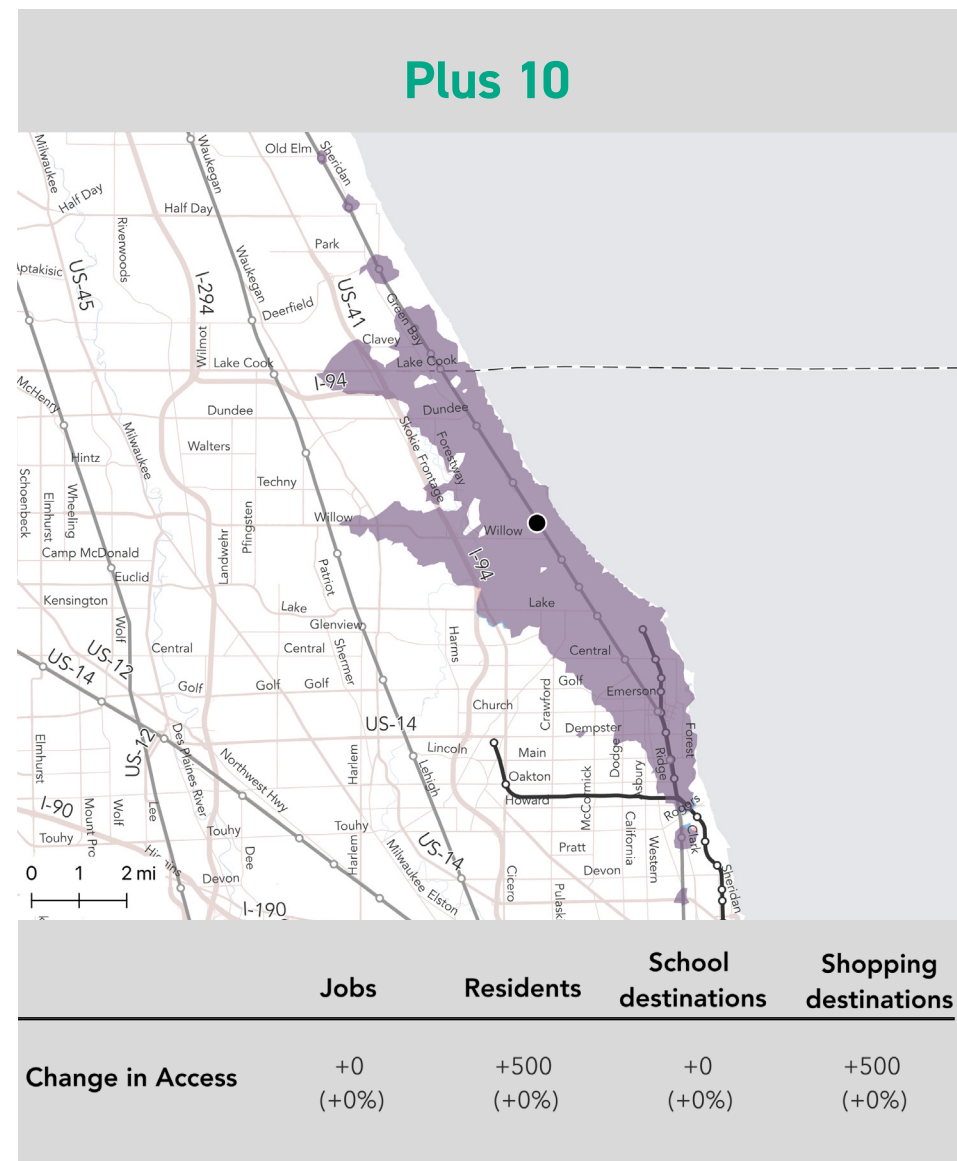 Plus 10
Old Elm
Sheridan
Milwaukee
Waukegan
Half Day
Half Day
Riverwoods
Park
Aptakisic
US-45
I-294
Waukegan
US-41
Deerfield
Green Bay
Clavey
Wilmot
Lake Cook
Lake Cook
I-94
McHenry
Dundee
Dundee
Milwaukee
Walters
Skokie Frontage
Forestway
Hintz
Techny
Schoenbeck
Elmhurst
Wheeling
Landwehr
Pfingsten
Willow
Willow
I-94
Camp McDonald
Euclid
Patriot
Kensington
Lake
Lake
Wolf
Glenview
Central
Central
Shermer
Harms
Central
US-12
US-14
Golf
Golf
Golf
Golf
Crawford
Emerson
Church
US-14
Dempster
Forest
Elmhurst
US-12
Des Plaines River
Northwest Hwy
Harlem
Lincoln
Main
Dodge
Ridge
Lehigh
Oakton
McCormick
Howard
Rogers
I-90
Mount Pro
Wolf
Lee
Touhy
Touhy
Touhy
Harlem
US-14
California
Western
Clark
Higgins
Dee
Pratt
Devon
Devon
Milwaukee
Elston
Cicero
Pulask
Sheridan
I-190
0 1 2 mi
Jobs
Residents
School
destinations
Shopping
destinations
Change in Access
+0
+500
+0
+500
(+0%)
(+0%)
(+0%)
(+0%)